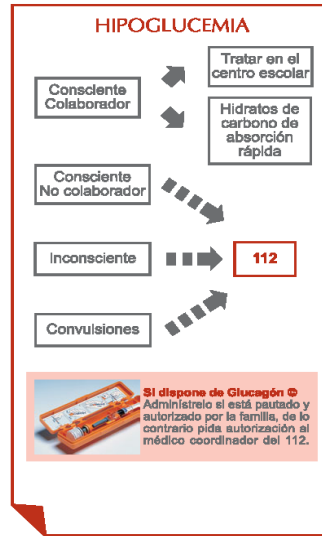 HIPOGLUCEMIA
Tratar en el
centro escolar
Consciente
Colaborador
Hidratos de
carbono de
absorción
rápida
Consciente
No colaborador
Inconsciente
112
Convulsiones
Si dispone de Glucagón ®
Adminístrelo si está pautado y
autorizado por la familia, de lo
contrario pida autorización al
médico coordinador del 112.